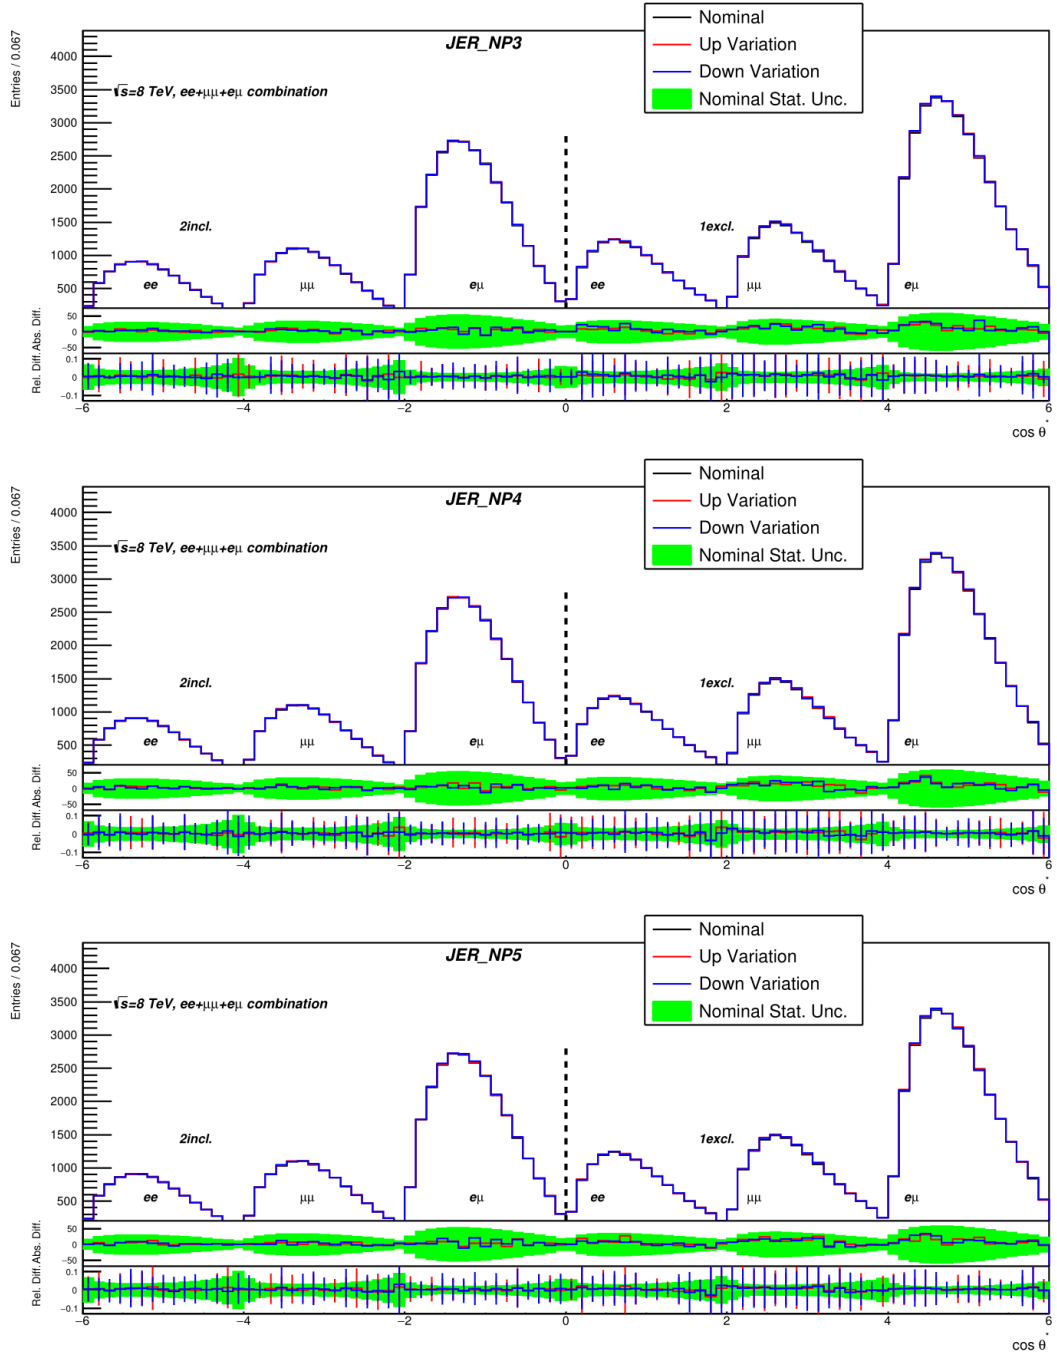 Nominal
Up Variation
Down Variation
Nominal Stat. Unc.
JER_NP3
√s=8 TeV, ee+μμ+eμ combination
Entries / 0.067
4000
3500
3000
2500
2000
1500
1000
500
2incl.
1excl.
ee μμ eμ ee μμ eμ
Abs. Diff.
50
0
−50
Rel. Diff.
0.1
0
−0.1
−6 −4 −2 0 2 4 6
cos θ*
Nominal
Up Variation
Down Variation
Nominal Stat. Unc.
JER_NP4
√s=8 TeV, ee+μμ+eμ combination
Entries / 0.067
4000
3500
3000
2500
2000
1500
1000
500
2incl.
1excl.
ee μμ eμ ee μμ eμ
Abs. Diff.
50
0
−50
Rel. Diff.
0.1
0
−0.1
−6 −4 −2 0 2 4 6
cos θ*
Nominal
Up Variation
Down Variation
Nominal Stat. Unc.
JER_NP5
√s=8 TeV, ee+μμ+eμ combination
Entries / 0.067
4000
3500
3000
2500
2000
1500
1000
500
2incl.
1excl.
ee μμ eμ ee μμ eμ
Abs. Diff.
50
0
−50
Rel. Diff.
0.1
0
−0.1
−6 −4 −2 0 2 4 6
cos θ*